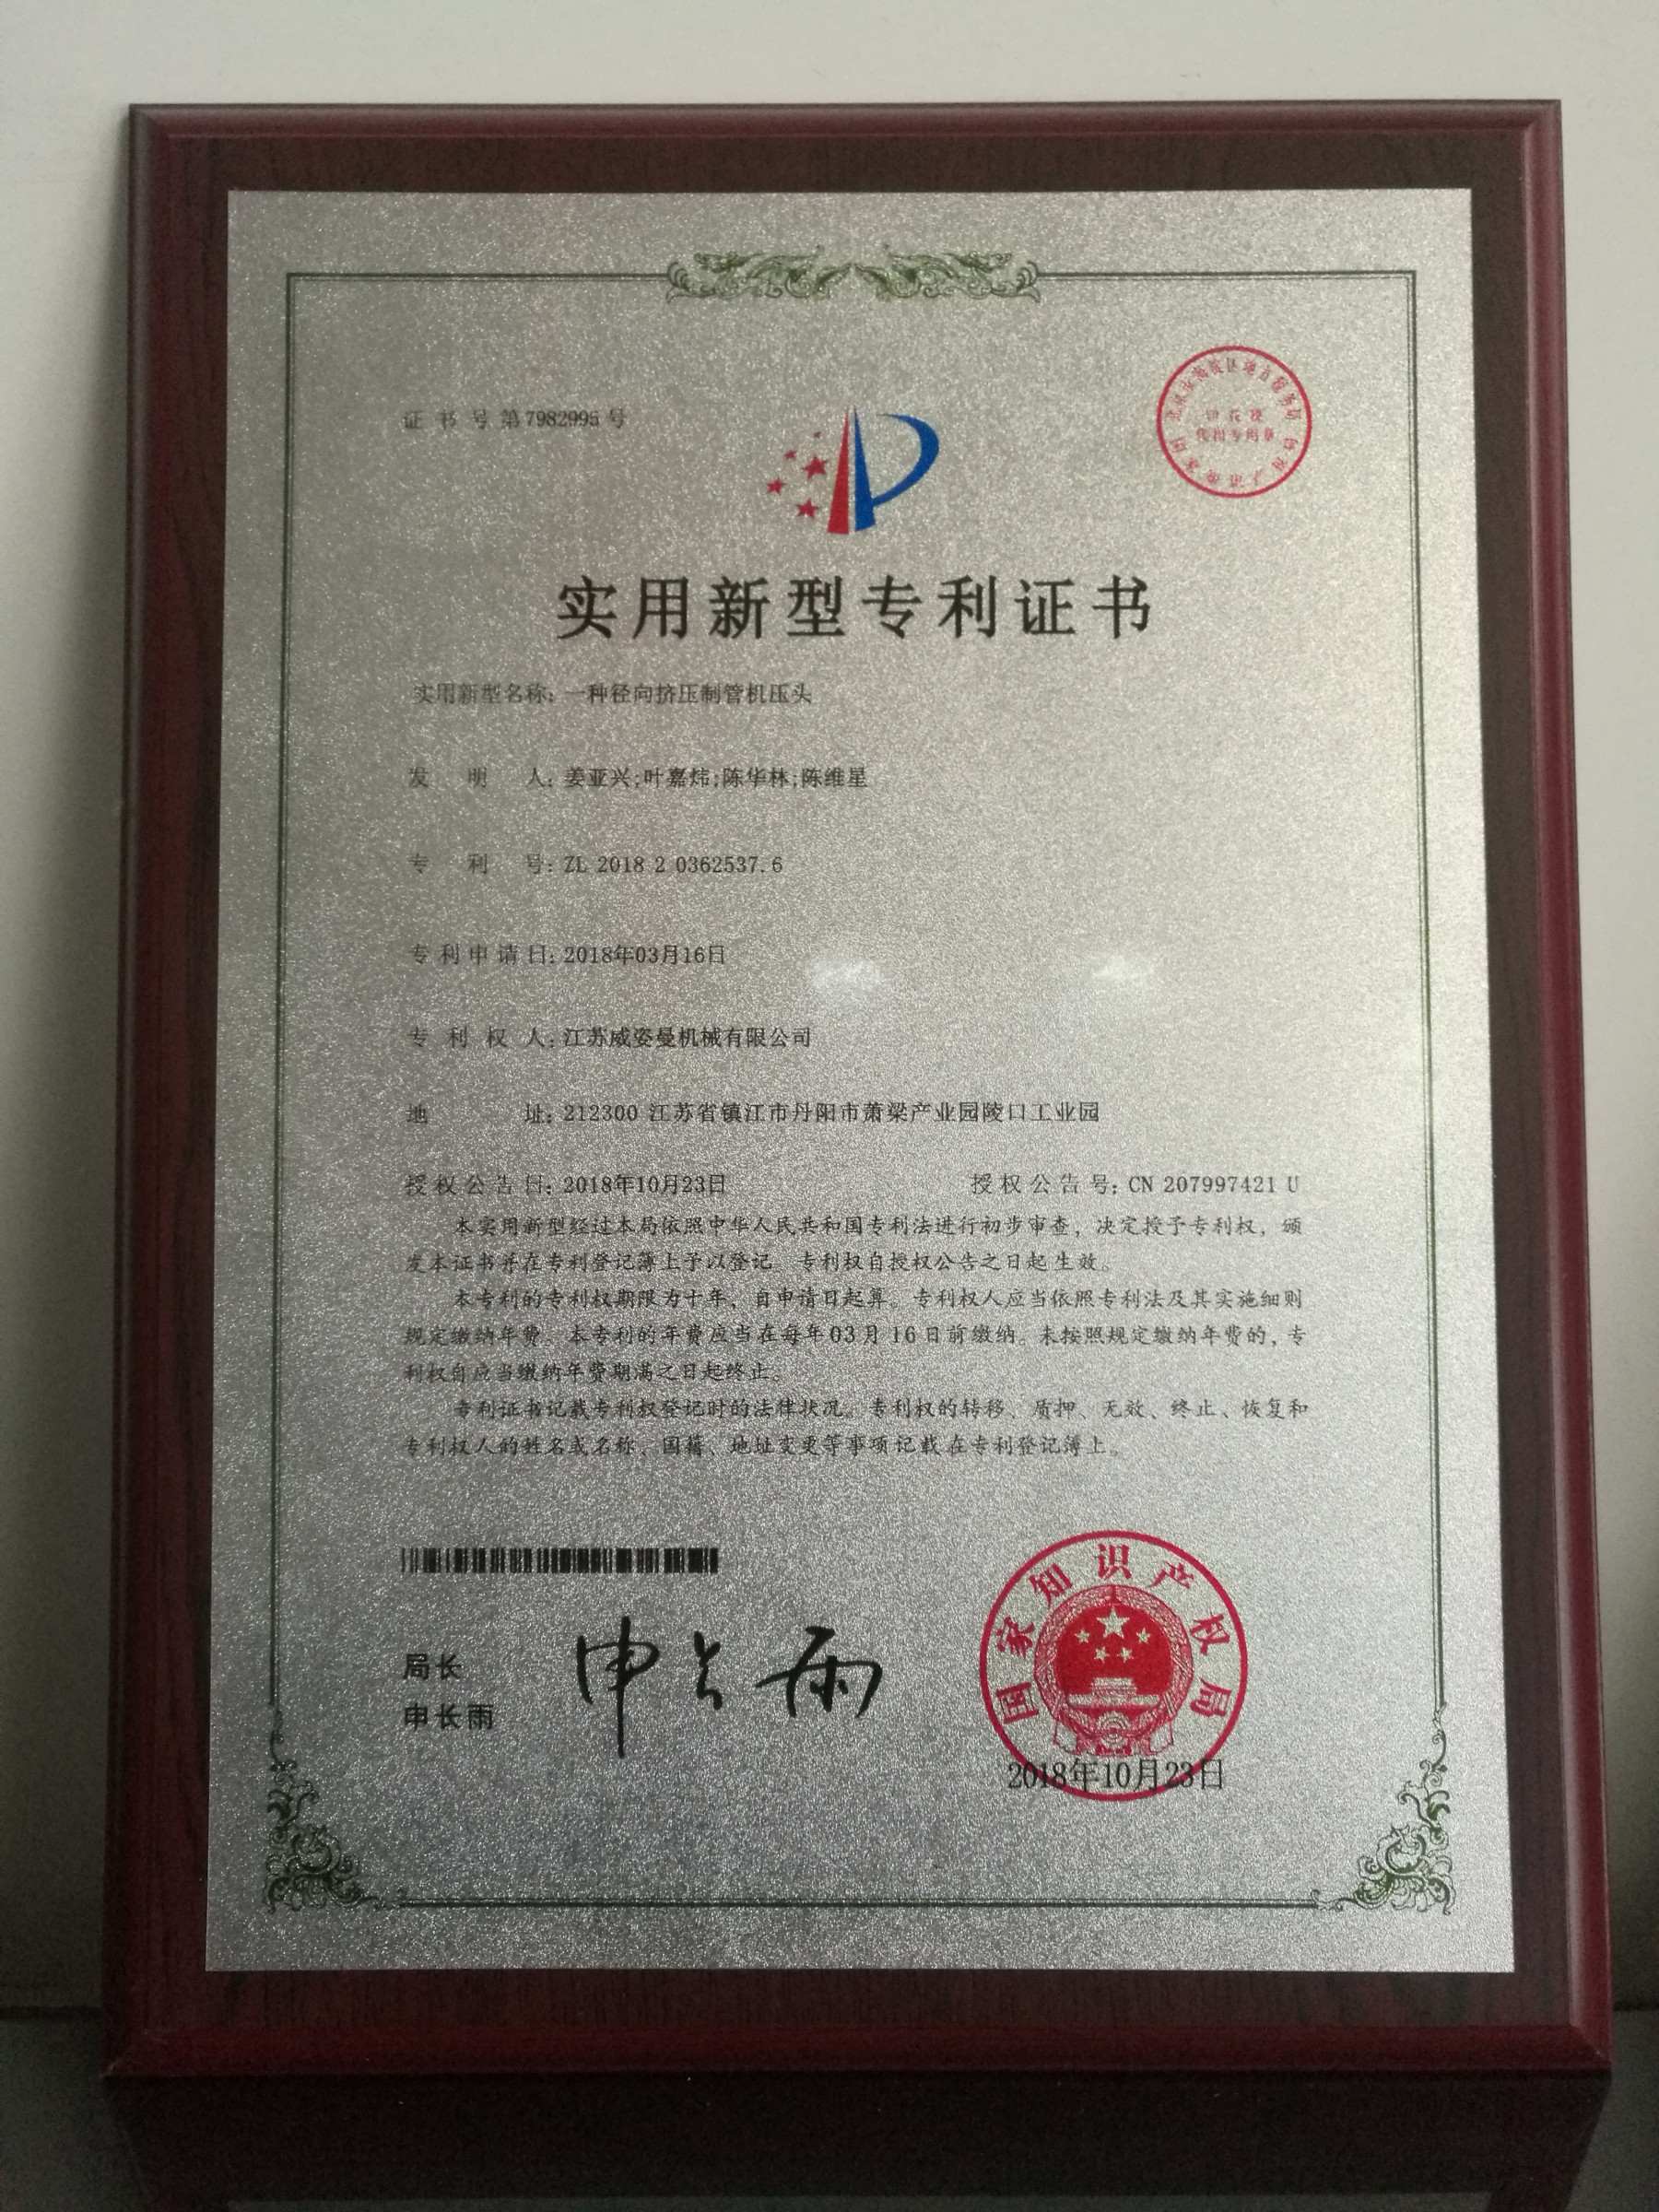 证书号第7982995号
实用新型专利证书
实用新型名称：一种径向挤压制管机压头
发明人：姜亚兴;叶嘉炜;陈华林;陈维星
专利号：ZL 2018 2 0362537.6
专利申请日：2018年03月16日
专利权人：江苏威姿曼机械有限公司
地址：212300 江苏省镇江市丹阳市萧梁产业园陵口工业园
授权公告日：2018年10月23日 授权公告号：CN 207997421 U
本实用新型经过本局依照中华人民共和国专利法进行初步审查，决定授予专利权，颁
发本证书并在专利登记簿上予以登记。专利权自授权公告之日起生效。
本专利的专利权期限为十年，自申请日起算。专利权人应当依照专利法及其实施细则
规定缴纳年费。本专利的年费应当在每年03月16日前缴纳。未按照规定缴纳年费的，专
利权自应当缴纳年费期满之日起终止。
专利证书记载专利权登记时的法律状况。专利权的转移、质押、无效、终止、恢复和
专利权人的姓名或名称、国籍、地址变更等事项记载在专利登记簿上。
局长
申长雨
申长雨
国家知识产权局
2018年10月23日